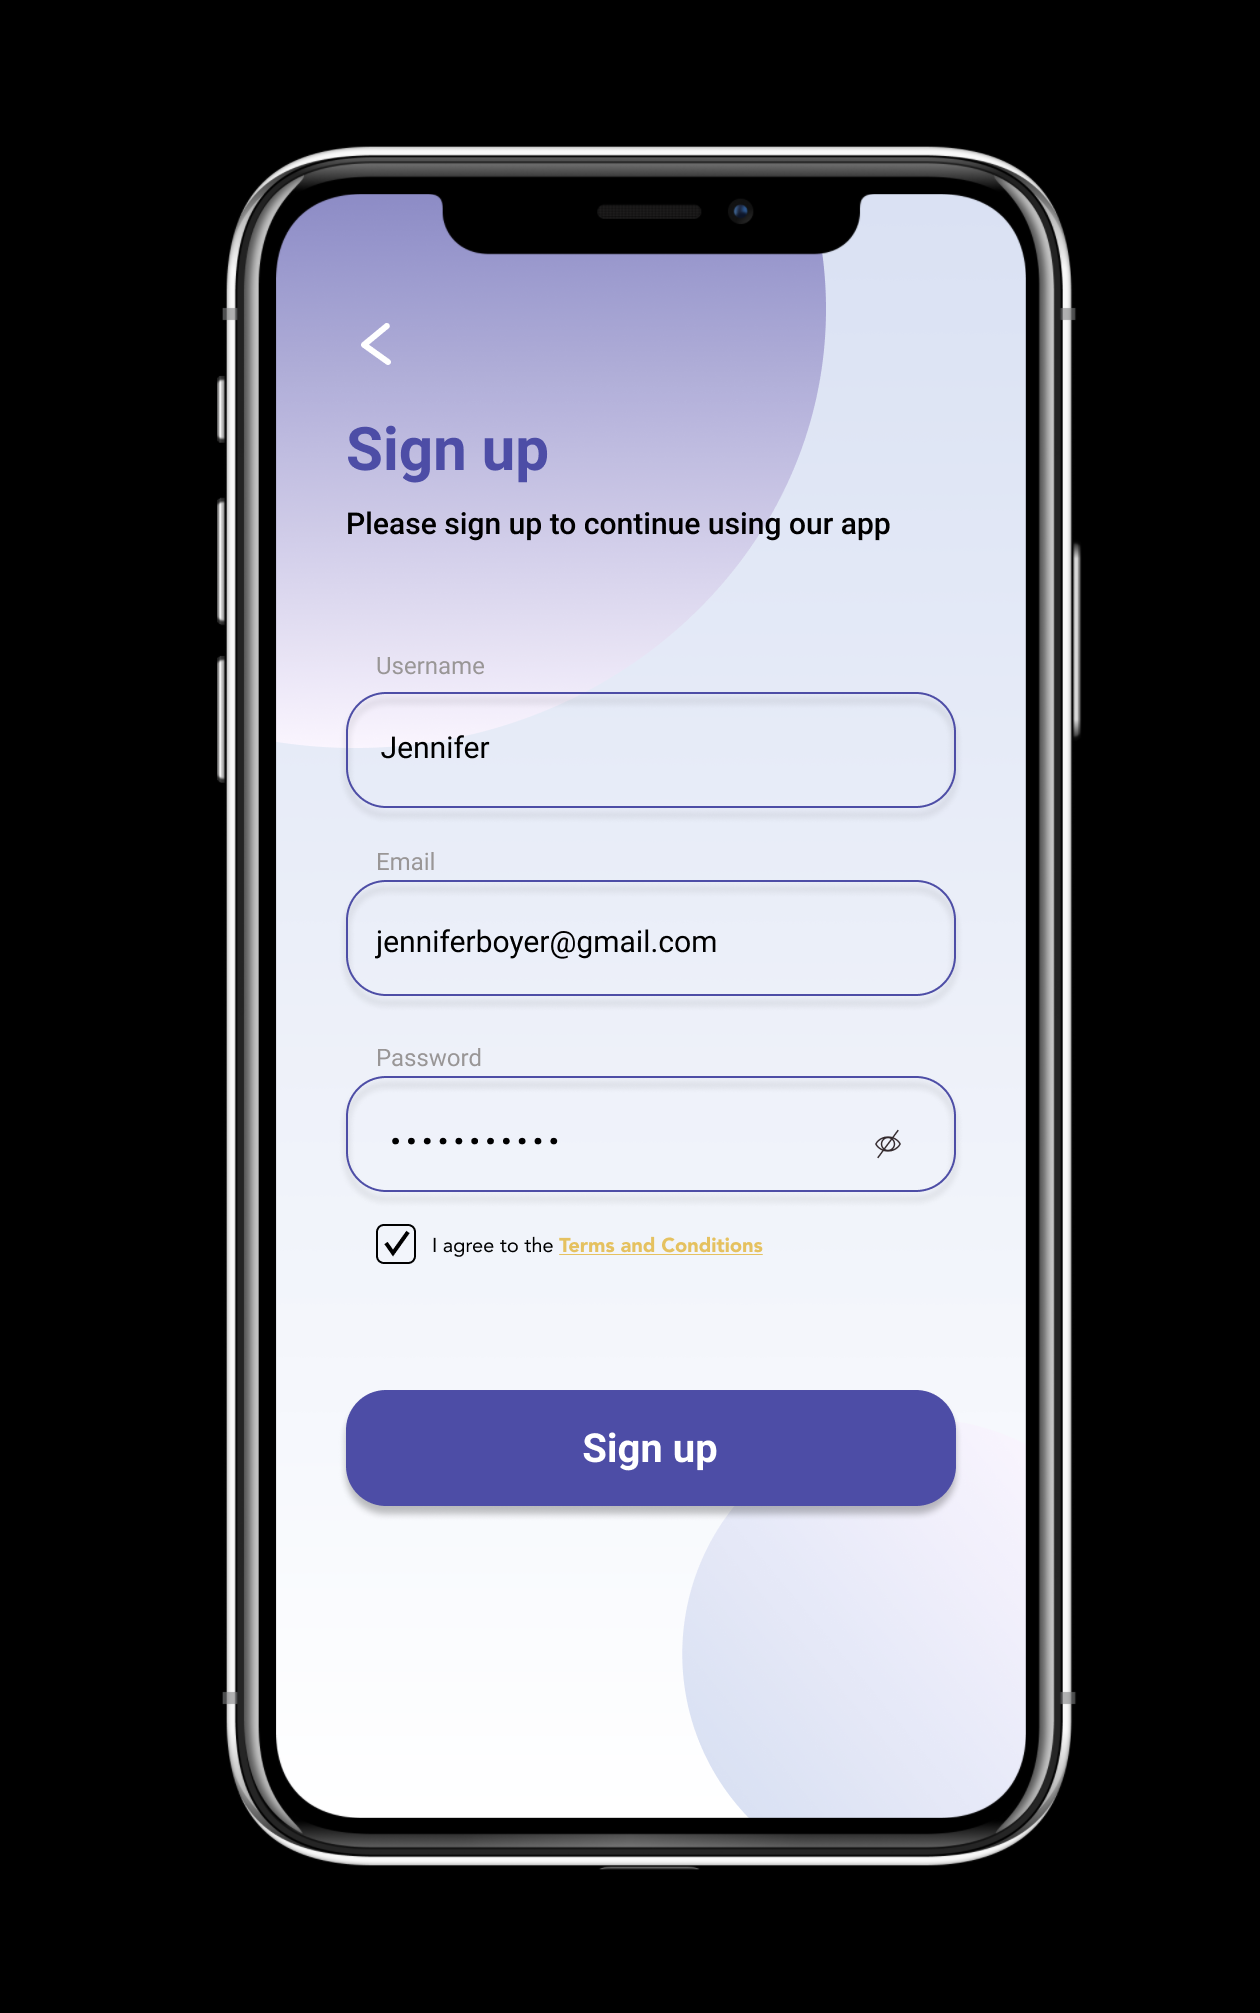 Sign up
Please sign up to continue using our app
Username
Jennifer
Email
jenniferboyer@gmail.com
Password
•••••••••••
I agree to the Terms and Conditions
Sign up